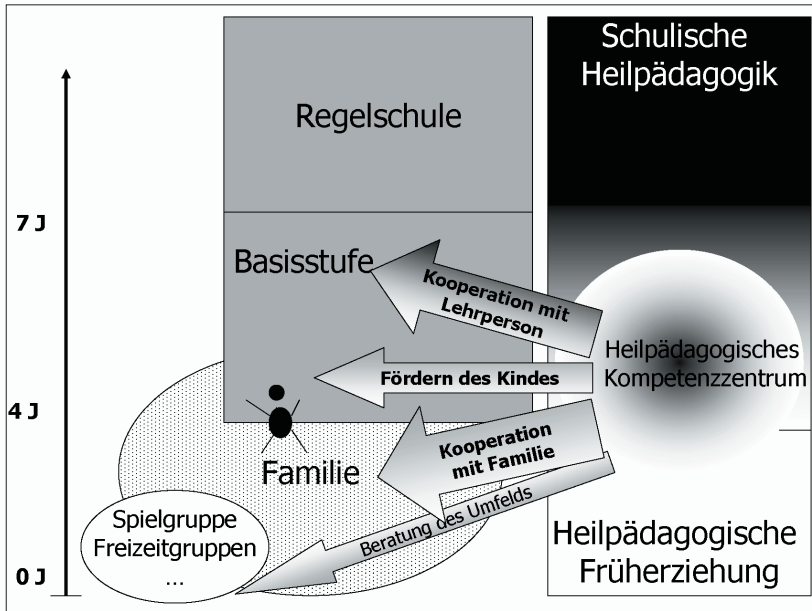 Schulische
Heilpädagogik
Regelschule
7 J
Basisstufe
Kooperation mit
Lehrperson
Heilpädagogisches
Kompetenzzentrum
Fördern des Kindes
4 J
Kooperation
mit Familie
Familie
Beratung des Umfelds
Spielgruppe
Freizeitgruppen
...
Heilpädagogische
Früherziehung
0 J